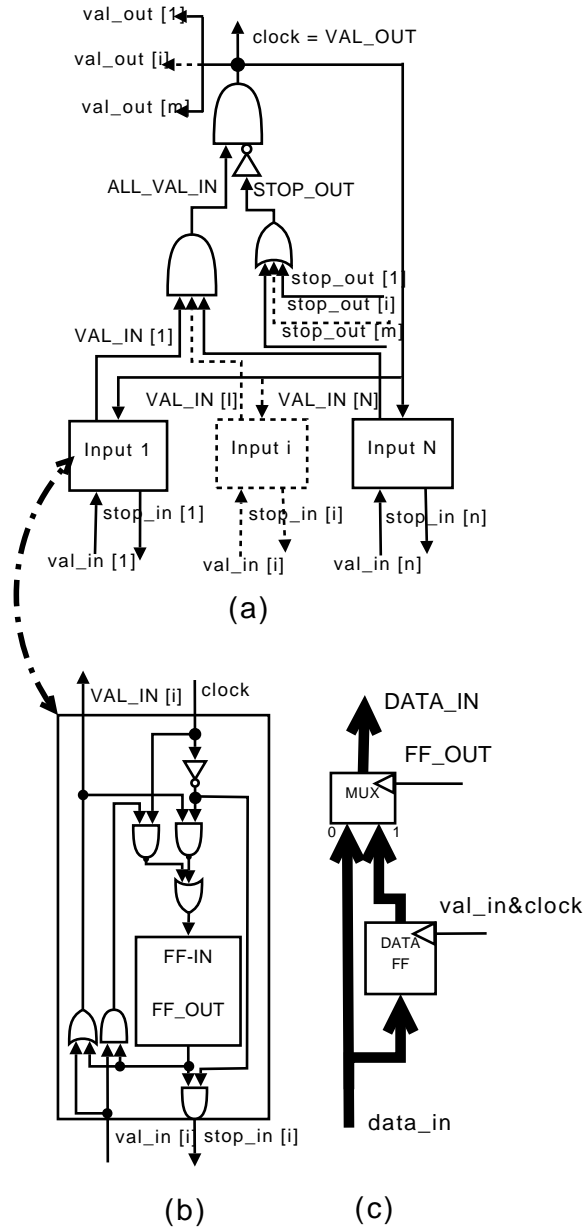 val_out [1]
clock = VAL_OUT
val_out [i]
val_out [m]
ALL_VAL_IN
STOP_OUT
stop_out [1]
stop_out [i]
stop_out [m]
VAL_IN [1]
VAL_IN [I]
VAL_IN [N]
Input 1
Input i
Input N
stop_in [1]
stop_in [i]
stop_in [n]
val_in [1]
val_in [i]
val_in [n]
(a)
VAL_IN [i]
clock
DATA_IN
FF_OUT
MUX
0
1
val_in&clock
DATA
FF
FF-IN
FF_OUT
data_in
val_in [i]
stop_in [i]
(b)
(c)